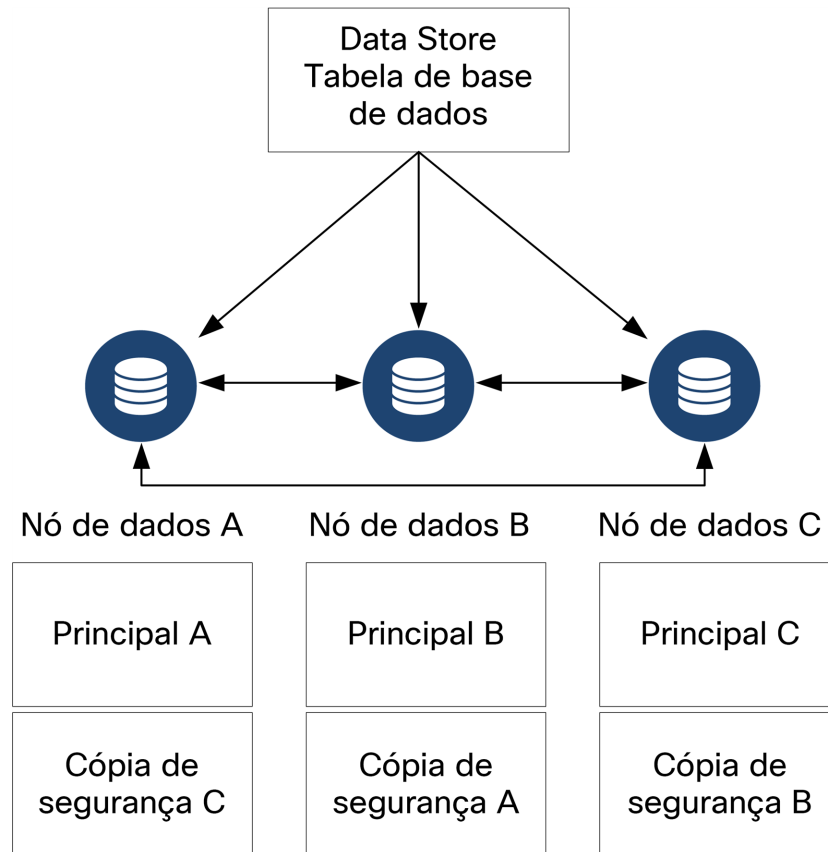 Data Store
Tabela de base
de dados
Nó de dados A
Nó de dados B
Nó de dados C
Principal A
Principal B
Principal C
Cópia de
segurança C
Cópia de
segurança A
Cópia de
segurança B